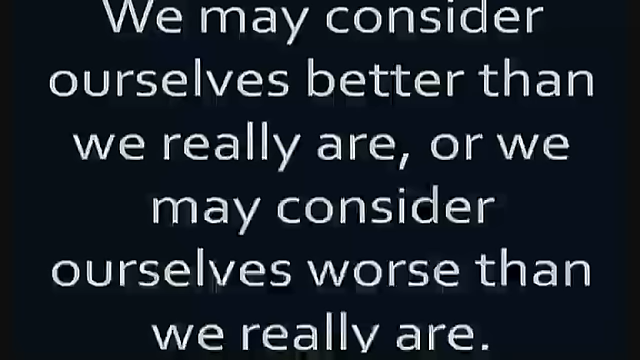 We may consider
ourselves better than
we really are, or we
may consider
ourselves worse than
we really are.